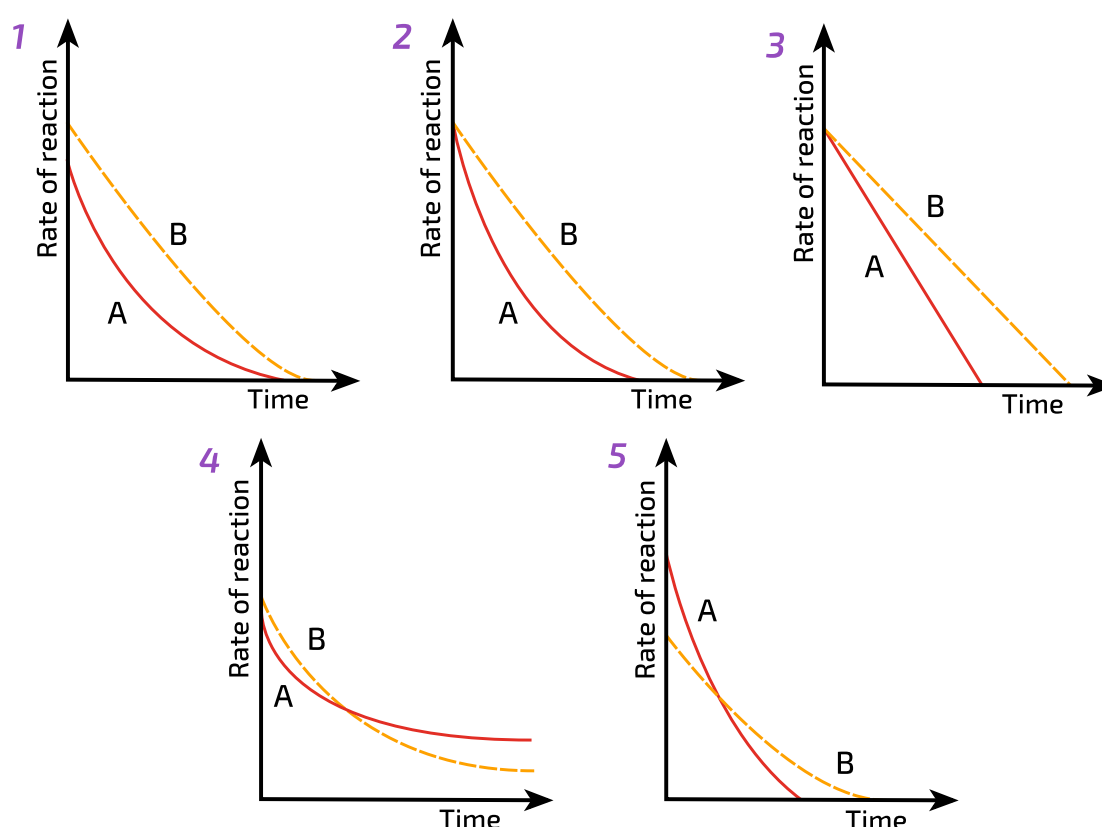 1
Rate of reaction
B
A
Time
2
Rate of reaction
B
A
Time
3
Rate of reaction
B
A
Time
4
Rate of reaction
B
A
Time
5
Rate of reaction
A
B
Time